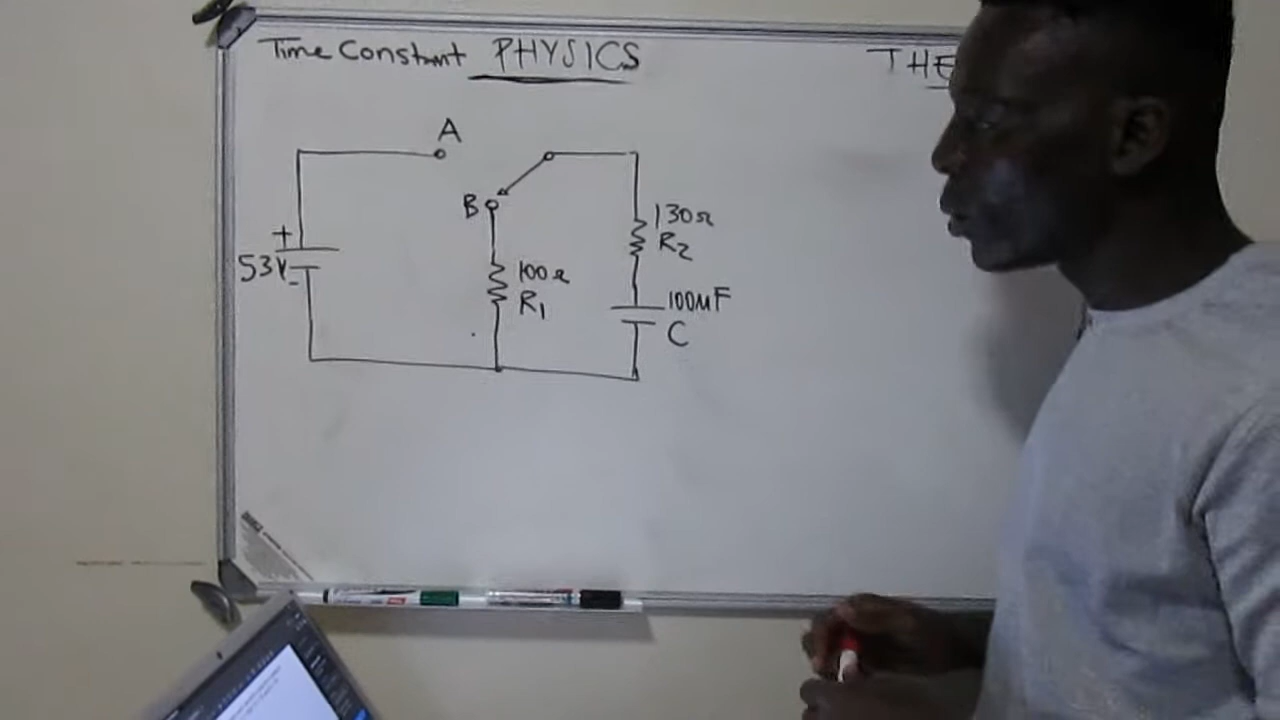 Time Constant PHYSICS
THE
A
B
+
53V
-
100Ω
R1
130Ω
R2
100µF
C